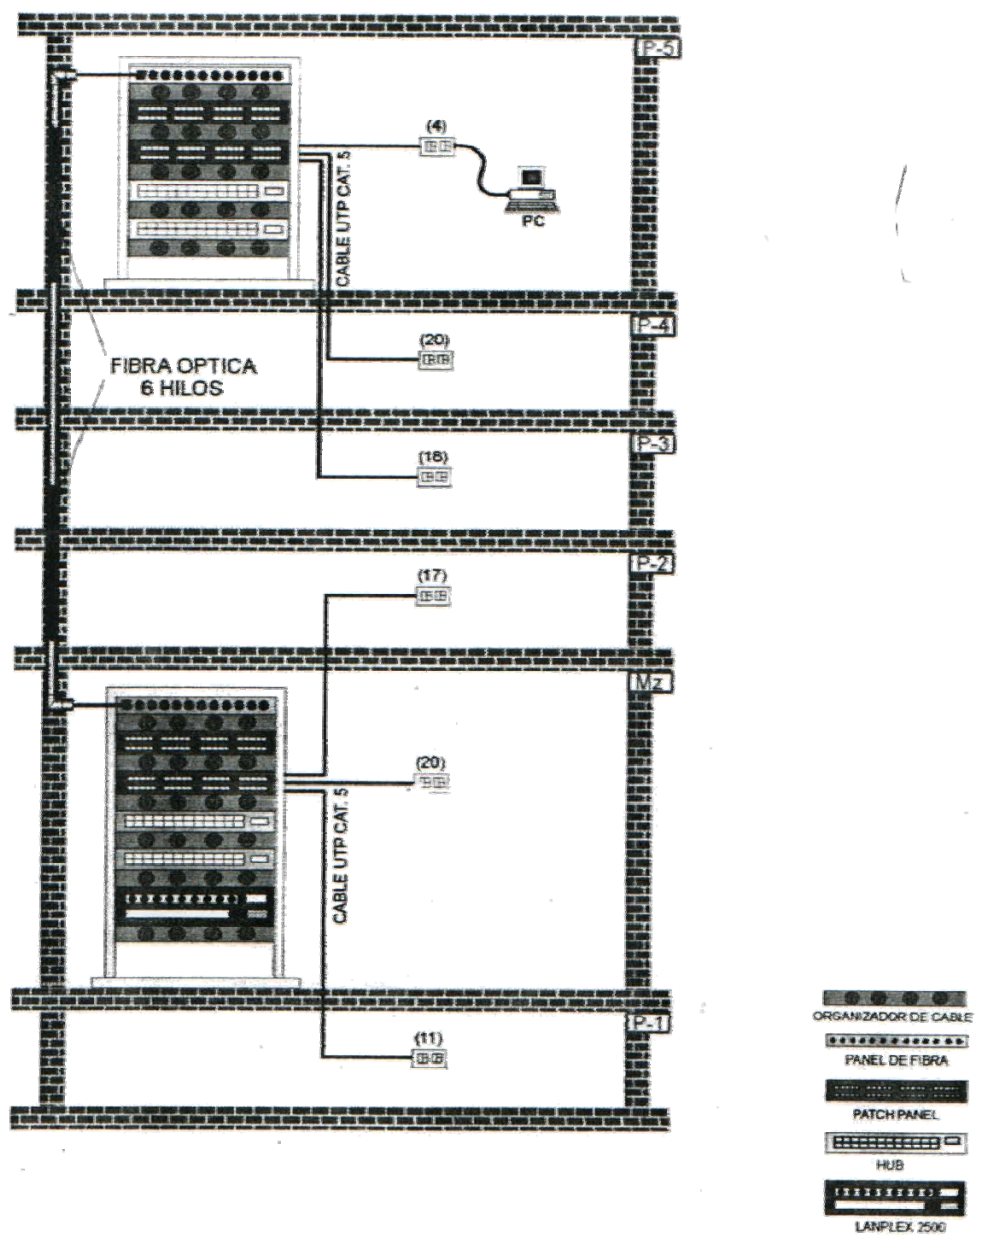 P-5
(4)
CABLE UTP CAT. 5
PC
P-4
(20)
FIBRA OPTICA
6 HILOS
P-3
(18)
P-2
(17)
Mz
(20)
CABLE UTP CAT. 5
P-1
(11)
ORGANIZADOR DE CABLE
PANEL DE FIBRA
PATCH PANEL
HUB
LANPLEX 2500